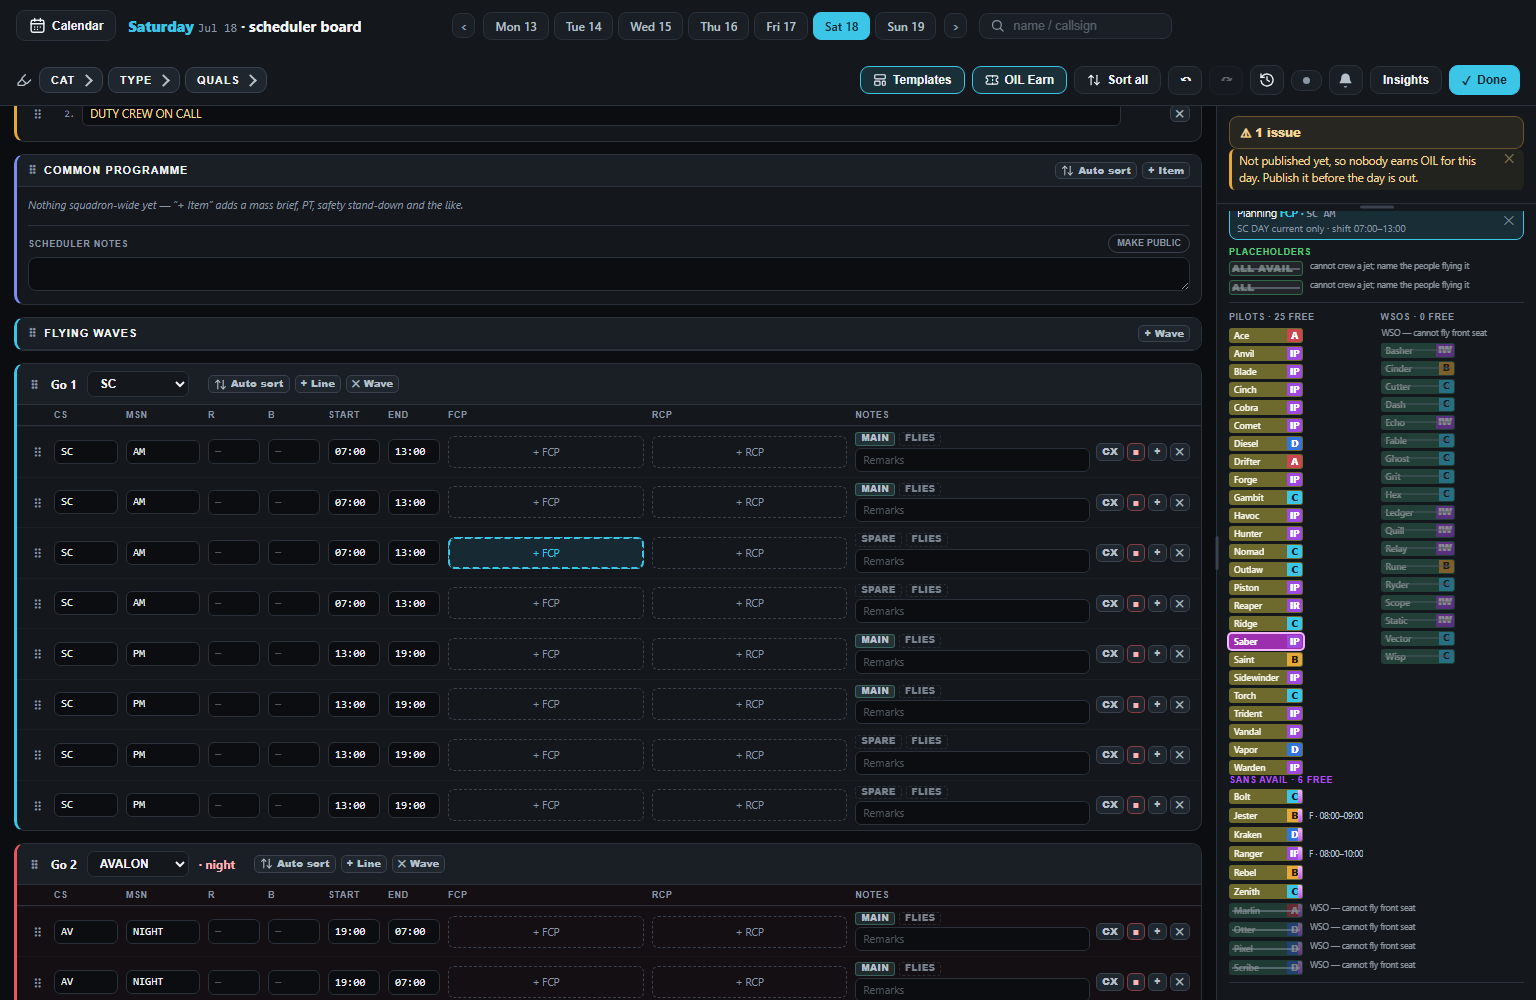 Calendar
Saturday Jul 18 · scheduler board
‹ Mon 13 Tue 14 Wed 15 Thu 16 Fri 17 Sat 18 Sun 19 ›
name / callsign
CAT TYPE QUALS
Templates OIL Earn Sort all Insights ✓ Done
2. DUTY CREW ON CALL
COMMON PROGRAMME
Auto sort + Item
Nothing squadron-wide yet — "+ Item" adds a mass brief, PT, safety stand-down and the like.
SCHEDULER NOTES
MAKE PUBLIC
FLYING WAVES
+ Wave
Go 1 SC Auto sort + Line ✕ Wave
CS MSN R B START END FCP RCP NOTES
MAIN FLIES
SC AM – – 07:00 13:00 + FCP + RCP Remarks CX ■ + ✕
MAIN FLIES
SC AM – – 07:00 13:00 + FCP + RCP Remarks CX ■ + ✕
SPARE FLIES
SC AM – – 07:00 13:00 + FCP + RCP Remarks CX ■ + ✕
SPARE FLIES
SC AM – – 07:00 13:00 + FCP + RCP Remarks CX ■ + ✕
MAIN FLIES
SC PM – – 13:00 19:00 + FCP + RCP Remarks CX ■ + ✕
MAIN FLIES
SC PM – – 13:00 19:00 + FCP + RCP Remarks CX ■ + ✕
SPARE FLIES
SC PM – – 13:00 19:00 + FCP + RCP Remarks CX ■ + ✕
SPARE FLIES
SC PM – – 13:00 19:00 + FCP + RCP Remarks CX ■ + ✕
Go 2 AVALON · night Auto sort + Line ✕ Wave
CS MSN R B START END FCP RCP NOTES
MAIN FLIES
AV NIGHT – – 19:00 07:00 + FCP + RCP Remarks CX ■ + ✕
MAIN FLIES
AV NIGHT – – 19:00 07:00 + FCP + RCP Remarks CX ■ + ✕
⚠ 1 issue
Not published yet, so nobody earns OIL for this
day. Publish it before the day is out.
Planning FCP · SC AM
SC DAY current only · shift 07:00–13:00
PLACEHOLDERS
ALL AVAIL cannot crew a jet; name the people flying it
ALL cannot crew a jet; name the people flying it
PILOTS · 25 FREE
Ace A
Anvil IP
Blade IP
Cinch IP
Cobra IP
Comet IP
Diesel D
Drifter A
Forge IP
Gambit C
Havoc IP
Hunter IP
Nomad C
Outlaw C
Piston IP
Reaper IR
Ridge C
Saber IP
Saint B
Sidewinder IP
Torch C
Trident IP
Vandal IP
Vapor D
Warden IP
WSOS · 0 FREE
WSO — cannot fly front seat
Basher IW
Cinder B
Cutter C
Dash C
Echo IW
Fable C
Ghost C
Grit C
Hex C
Ledger IW
Quill IW
Relay IW
Rune B
Ryder C
Scope IW
Static IW
Vector C
Wisp C
SANS AVAIL · 6 FREE
Bolt C
Jester B F · 08:00–09:00
Kraken D
Ranger IP F · 08:00–10:00
Rebel B
Zenith C
Marlin A WSO — cannot fly front seat
Otter D WSO — cannot fly front seat
Pixel D WSO — cannot fly front seat
Scribe D WSO — cannot fly front seat